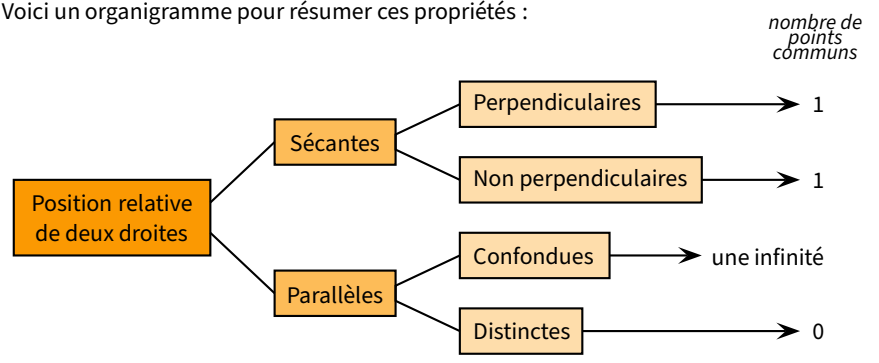 Voici un organigramme pour résumer ces propriétés :
nombre de
points
communs
Perpendiculaires
1
Sécantes
Non perpendiculaires
1
Position relative
de deux droites
Confondues
une infinité
Parallèles
Distinctes
0